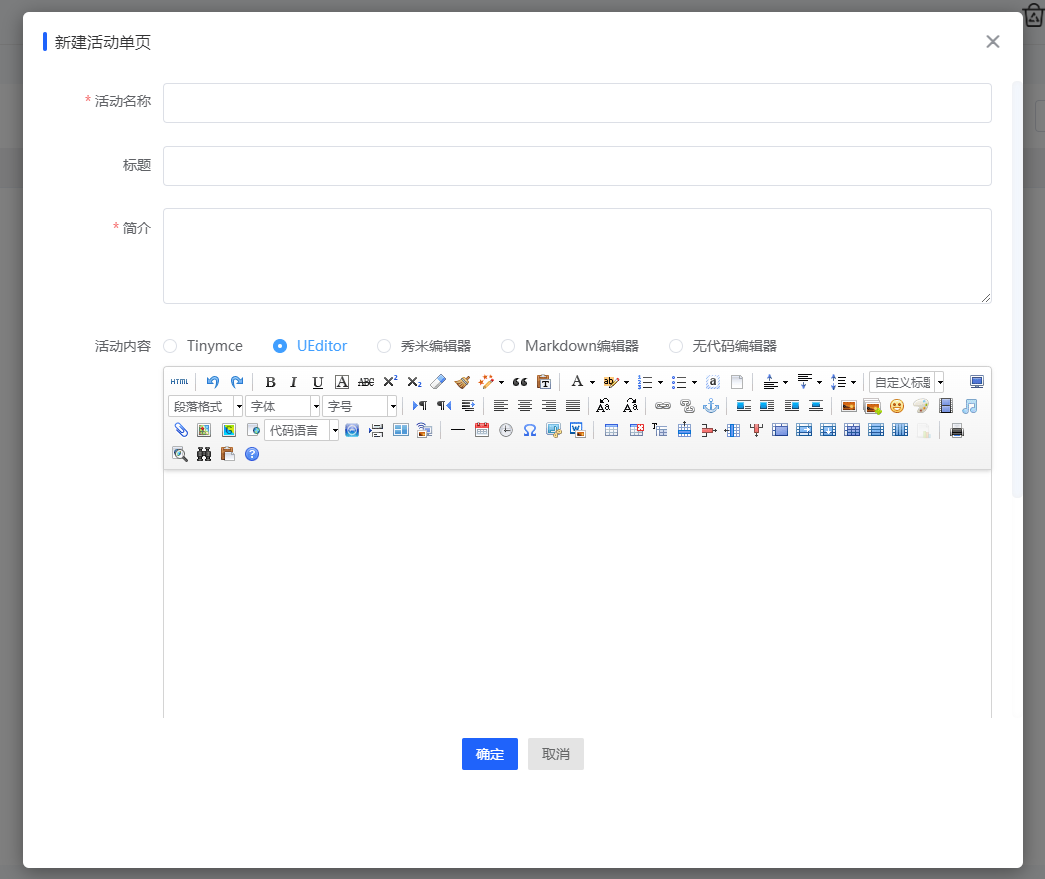 新建活动单页
* 活动名称
标题
* 简介
活动内容 Tinymce UEditor 秀米编辑器 Markdown编辑器 无代码编辑器
HTML B I U A ABC X² X₂ A ab a 自定义标题
段落格式 字体 字号
代码语言
确定 取消